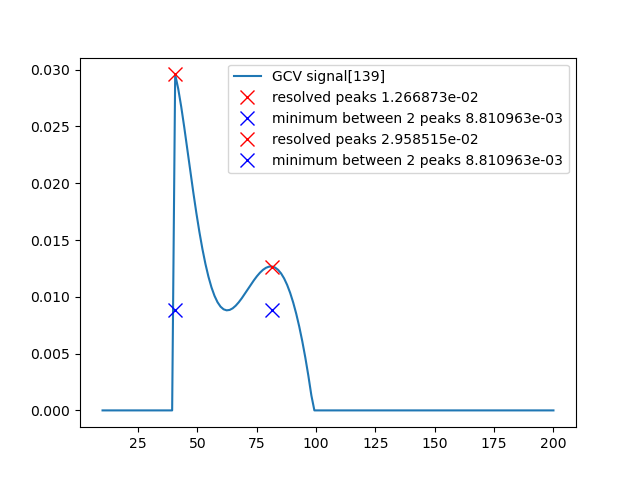 GCV signal[139]
resolved peaks 1.266873e-02
minimum between 2 peaks 8.810963e-03
resolved peaks 2.958515e-02
minimum between 2 peaks 8.810963e-03
0.030
0.025
0.020
0.015
0.010
0.005
0.000
25 50 75 100 125 150 175 200